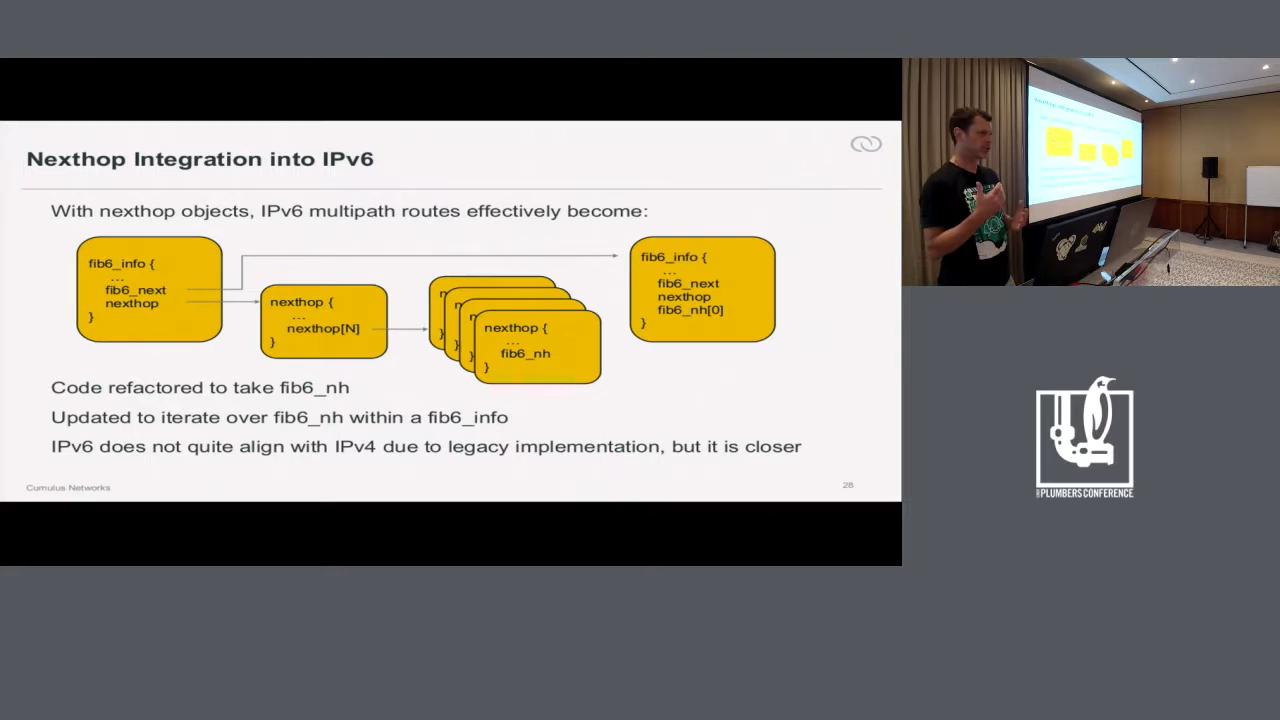 Nexthop Integration into IPv6
With nexthop objects, IPv6 multipath routes effectively become:
fib6_info {
...
fib6_next
nexthop
}
nexthop {
...
nexthop[N]
}
n
}
n
}
n
}
nexthop {
...
fib6_nh
}
fib6_info {
...
fib6_next
nexthop
fib6_nh[0]
}
Code refactored to take fib6_nh
Updated to iterate over fib6_nh within a fib6_info
IPv6 does not quite align with IPv4 due to legacy implementation, but it is closer
Cumulus Networks
28
PLUMBERS CONFERENCE